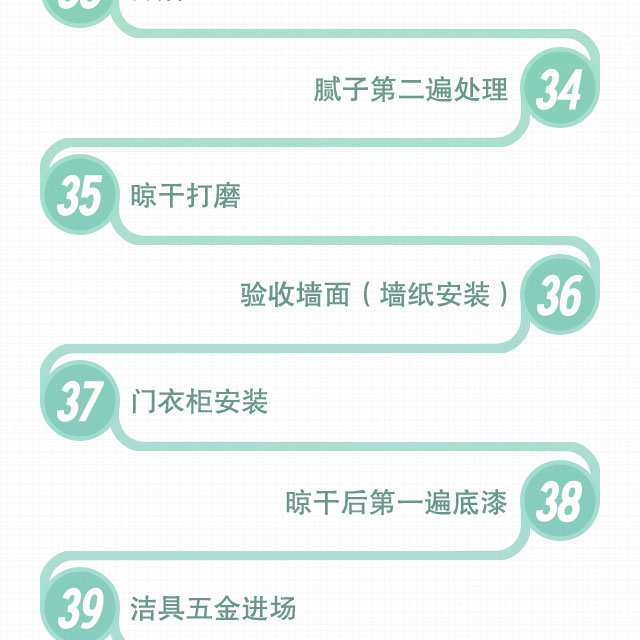 34
腻子第二遍处理
35
晾干打磨
验收墙面(墙纸安装)
36
37
门衣柜安装
晾干后第一遍底漆
38
39
洁具五金进场